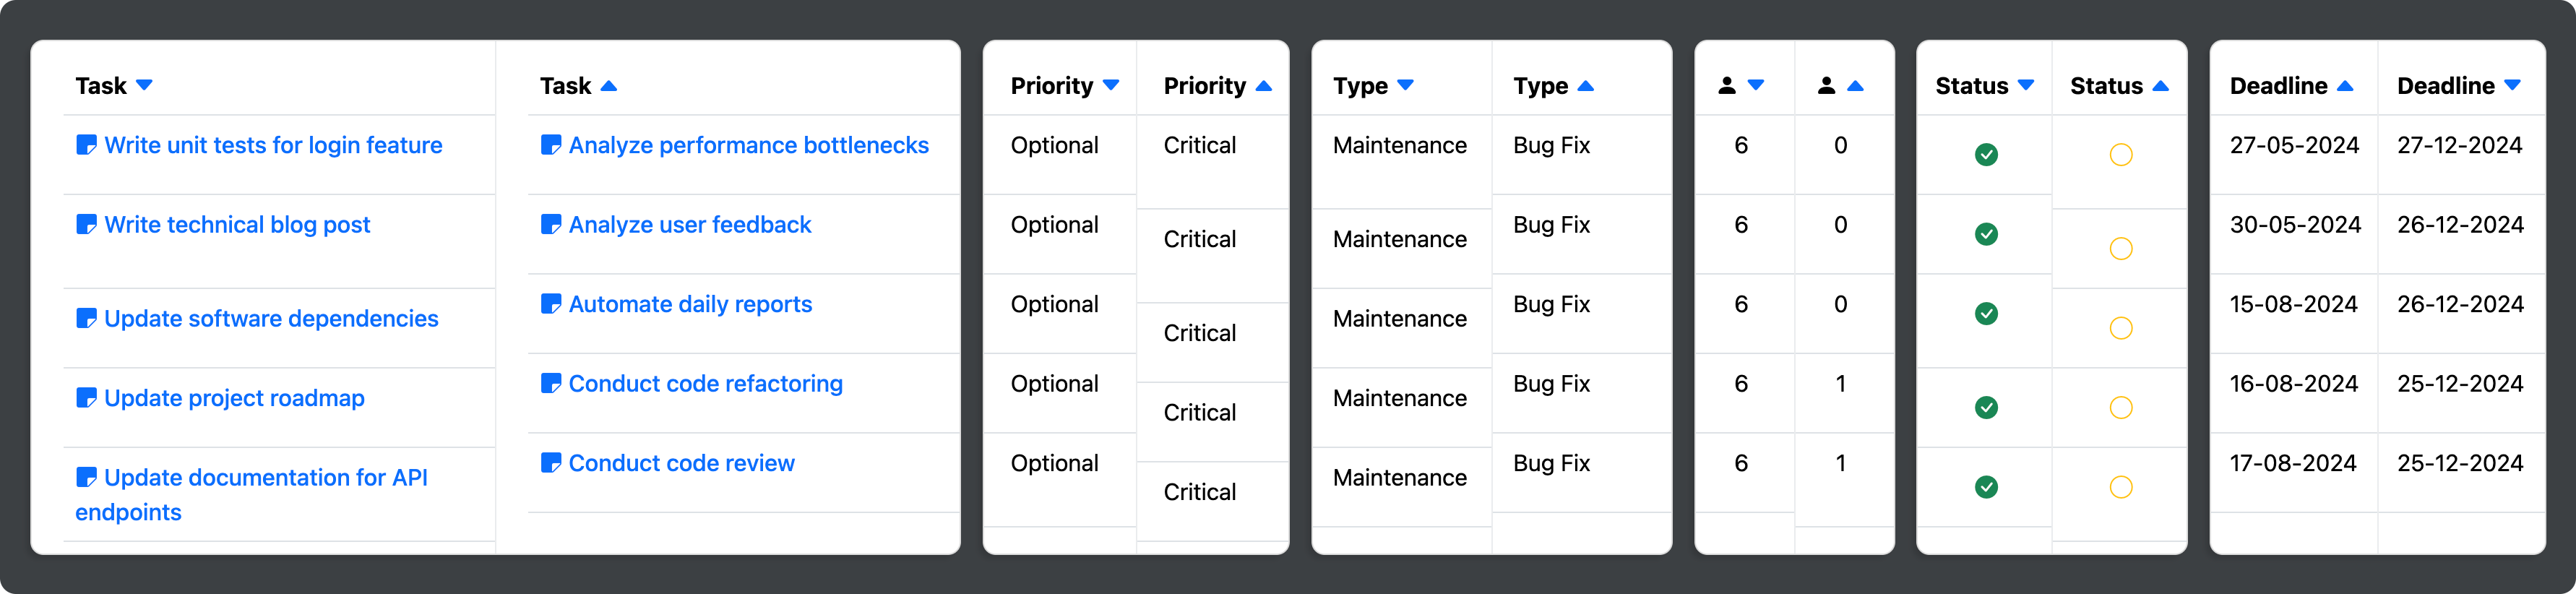 Task Task Priority Priority Type Type Status Status Deadline Deadline
Write unit tests for login feature Analyze performance bottlenecks Optional Critical Maintenance Bug Fix 6 0 27-05-2024 27-12-2024
Write technical blog post Analyze user feedback Optional Critical Maintenance Bug Fix 6 0 30-05-2024 26-12-2024
Update software dependencies Automate daily reports Optional Critical Maintenance Bug Fix 6 0 15-08-2024 26-12-2024
Update project roadmap Conduct code refactoring Optional Critical Maintenance Bug Fix 6 1 16-08-2024 25-12-2024
Update documentation for API Conduct code review Optional Critical Maintenance Bug Fix 6 1 17-08-2024 25-12-2024
endpoints